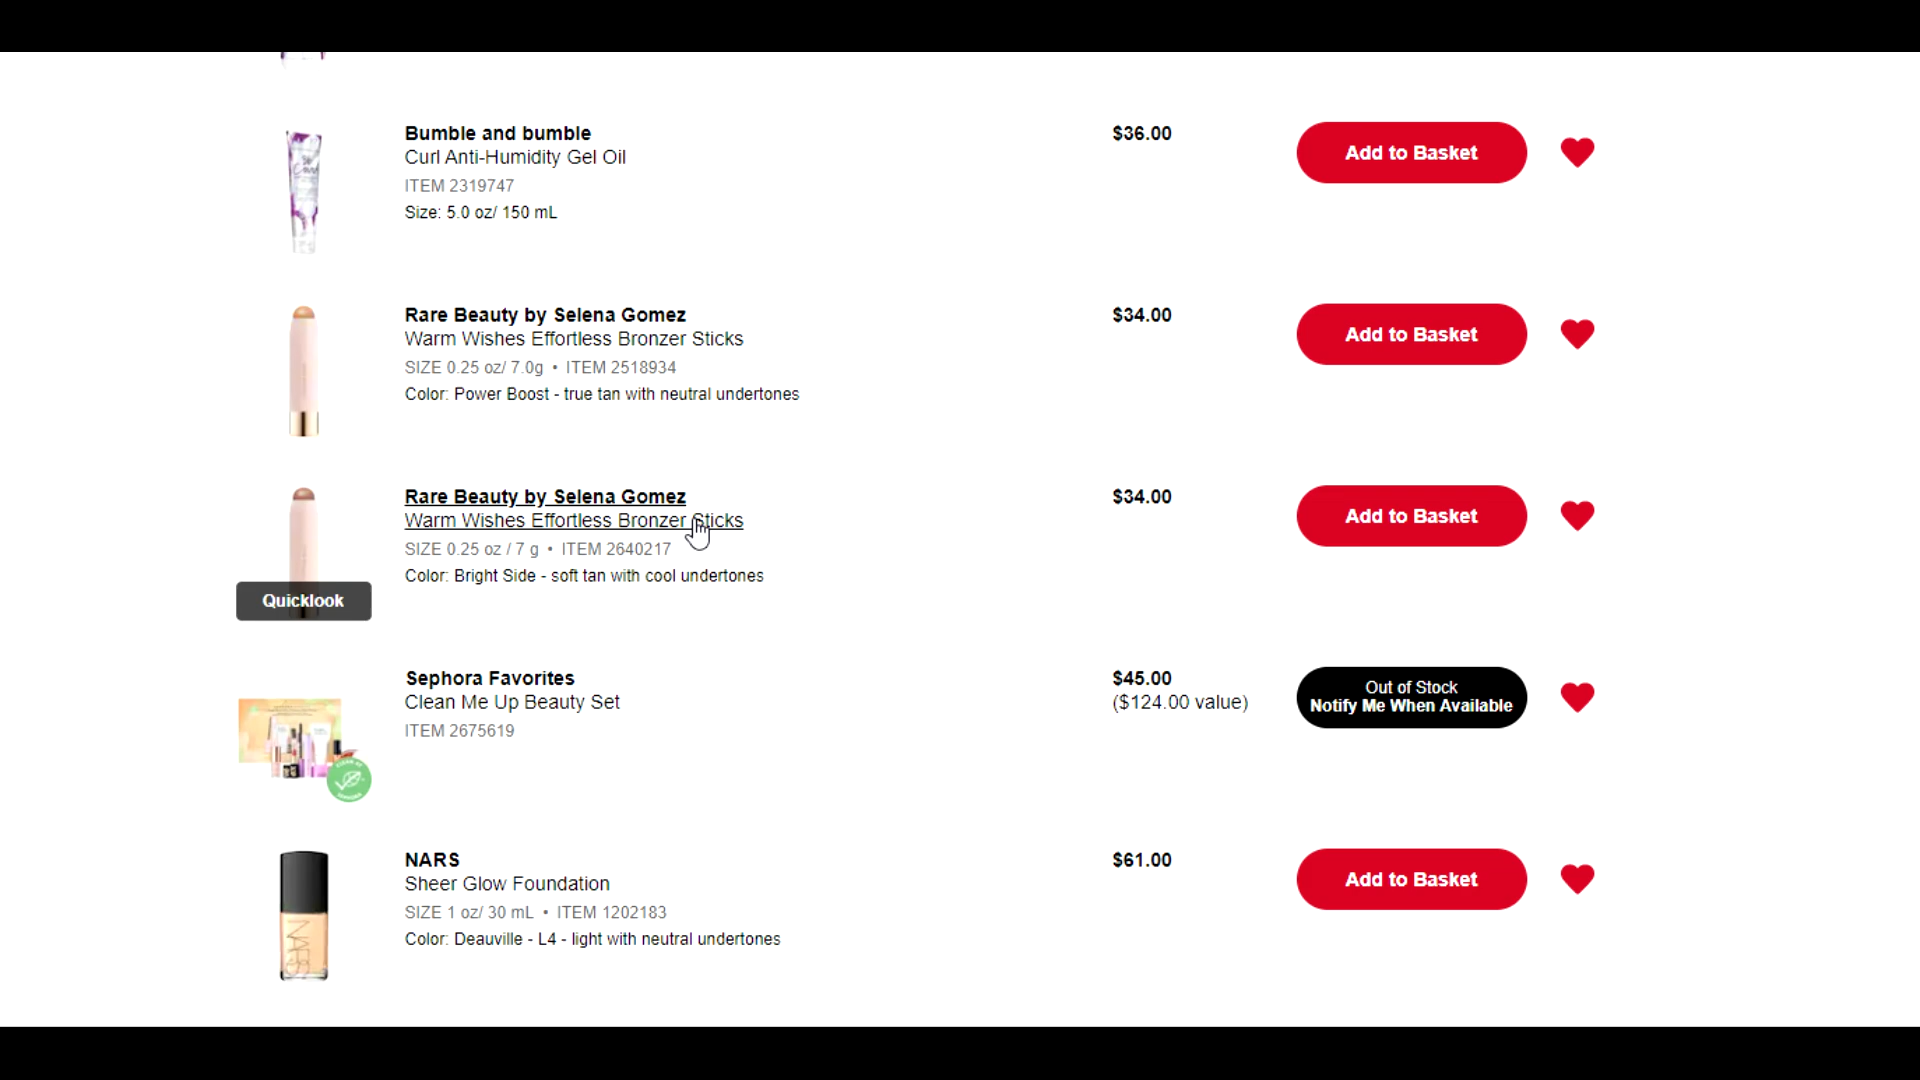 Bumble and bumble
Curl Anti-Humidity Gel Oil
ITEM 2319747
Size: 5.0 oz/ 150 mL
$36.00
Add to Basket
Rare Beauty by Selena Gomez
Warm Wishes Effortless Bronzer Sticks
SIZE 0.25 oz/ 7.0g • ITEM 2518934
Color: Power Boost - true tan with neutral undertones
$34.00
Add to Basket
Rare Beauty by Selena Gomez
Warm Wishes Effortless Bronzer Sticks
SIZE 0.25 oz / 7 g • ITEM 2640217
Color: Bright Side - soft tan with cool undertones
Quicklook
$34.00
Add to Basket
Sephora Favorites
Clean Me Up Beauty Set
ITEM 2675619
$45.00
($124.00 value)
Out of Stock
Notify Me When Available
NARS
Sheer Glow Foundation
SIZE 1 oz/ 30 mL • ITEM 1202183
Color: Deauville - L4 - light with neutral undertones
NARS
$61.00
Add to Basket